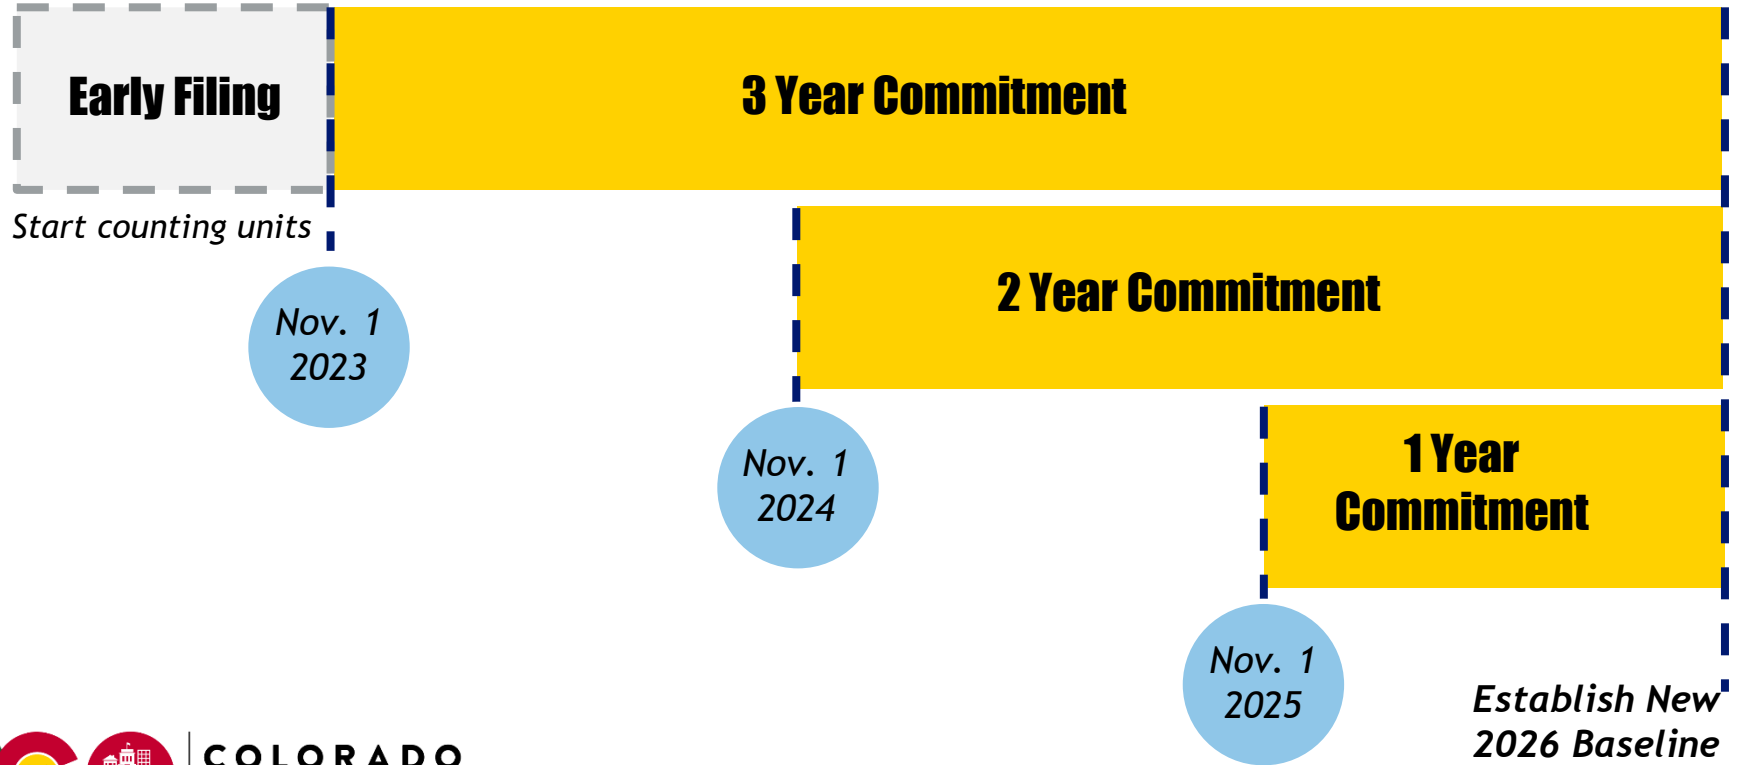 Early Filing
3 Year Commitment
Start counting units
Nov. 1
2023
2 Year Commitment
Nov. 1
2024
1 Year
Commitment
Nov. 1
2025
Establish New
2026 Baseline
COLORADO